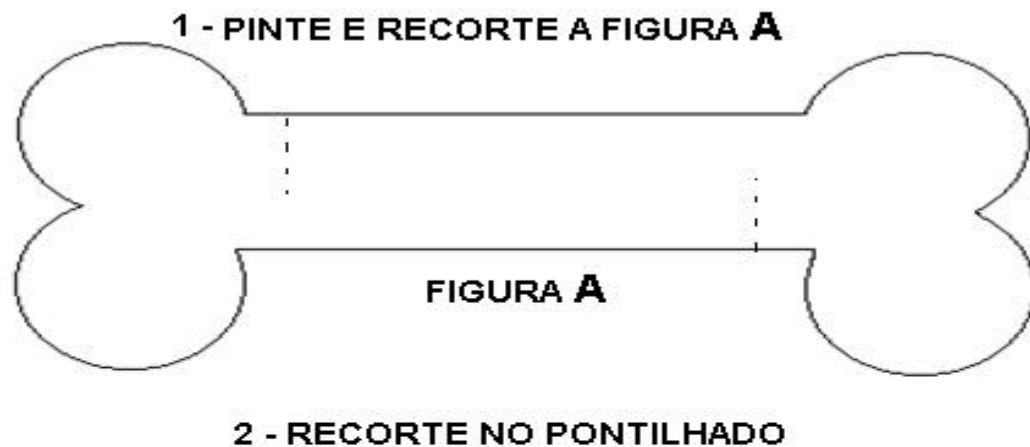 1 - PINTE E RECORTE A FIGURA A
FIGURA A
2 - RECORTE NO PONTILHADO